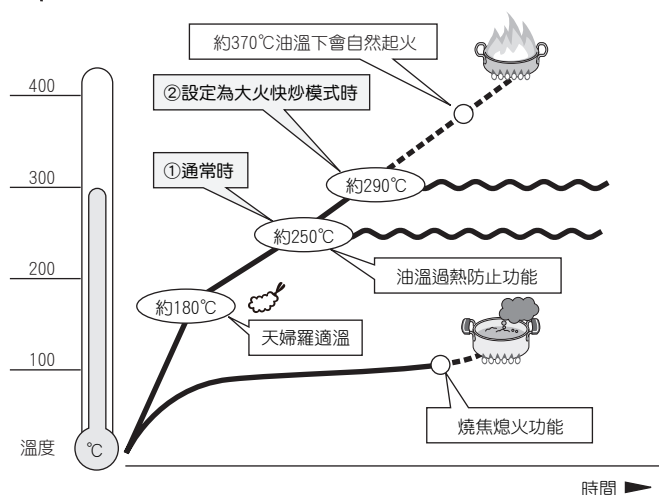 約370℃油溫下會自然起火
400
②設定為大火快炒模式時
①通常時
300
約290℃
約250℃
200
油溫過熱防止功能
約180℃
天婦羅適溫
100
燒焦熄火功能
溫度
℃
時間